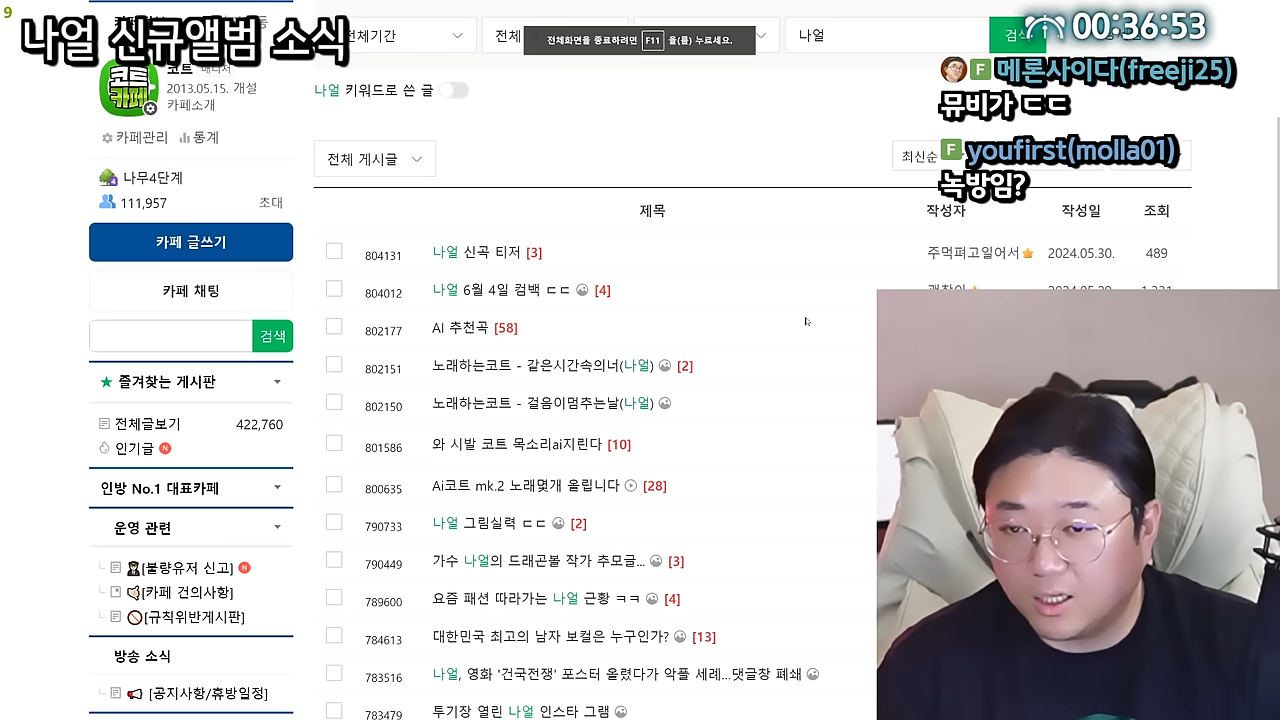 9
나얼 신규앨범 소식
전체기간
전체
나얼
검색
전체화면을 종료하려면 F11 을(를) 누르세요.
00:36:53
F 메론사이다(freeji25)
뮤비가 ㄷㄷ
F youfirst(molla01)
녹방임?
코트 매니저
2013.05.15. 개설
카페소개
코트
카페
카페관리 통계
나무4단계
111,957 초대
카페 글쓰기
카페 채팅
검색
즐겨찾는 게시판
전체글보기 422,760
인기글 N
인방 No.1 대표카페
운영 관련
[불량유저 신고] N
[카페 건의사항]
[규칙위반게시판]
방송 소식
[공지사항/휴방일정]
나얼 키워드로 쓴 글
전체 게시글
최신순
제목 작성자 작성일 조회
804131 나얼 신곡 티저 [3] 주먹펴고일어서 2024.05.30. 489
804012 나얼 6월 4일 컴백 ㄷㄷ [4]
802177 AI 추천곡 [58]
802151 노래하는코트 - 같은시간속의너(나얼) [2]
802150 노래하는코트 - 걸음이멈추는날(나얼)
801586 와 시발 코트 목소리ai지린다 [10]
800635 Ai코트 mk.2 노래몇개 올립니다 [28]
790733 나얼 그림실력 ㄷㄷ [2]
790449 가수 나얼의 드래곤볼 작가 추모글... [3]
789600 요즘 패션 따라가는 나얼 근황 ㅋㅋ [4]
784613 대한민국 최고의 남자 보컬은 누구인가? [13]
783516 나얼, 영화 '건국전쟁' 포스터 올렸다가 악플 세례...댓글창 폐쇄
783479 투기장 열린 나얼 인스타 그램